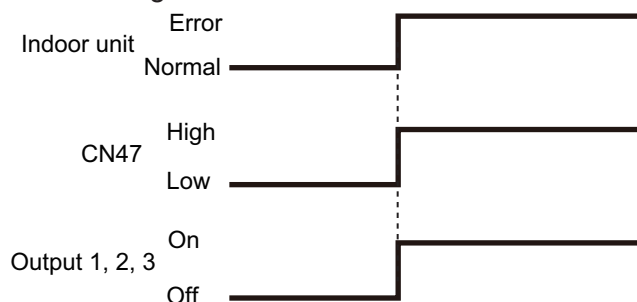 Error
Indoor unit
Normal
High
CN47
Low
On
Output 1, 2, 3
Off